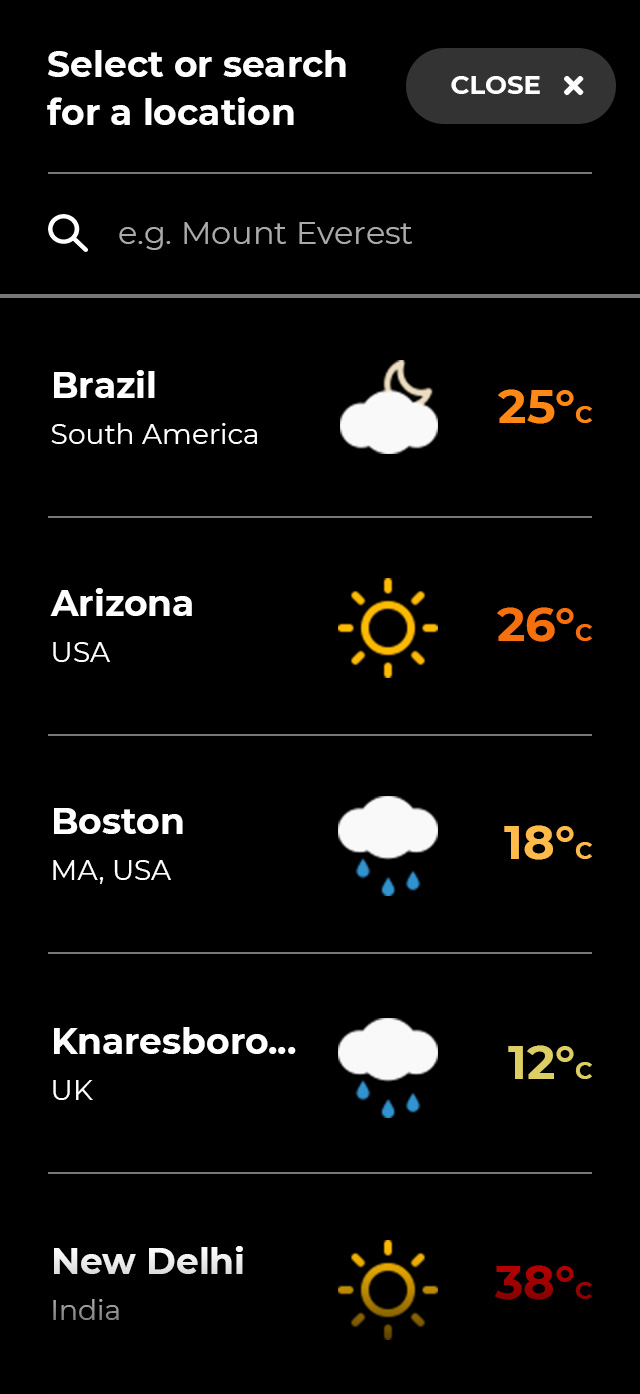 Select or search
for a location
CLOSE
e.g. Mount Everest
Brazil
South America
25°c
Arizona
USA
26°c
Boston
MA, USA
18°c
Knaresboro...
UK
12°c
New Delhi
India
38°c